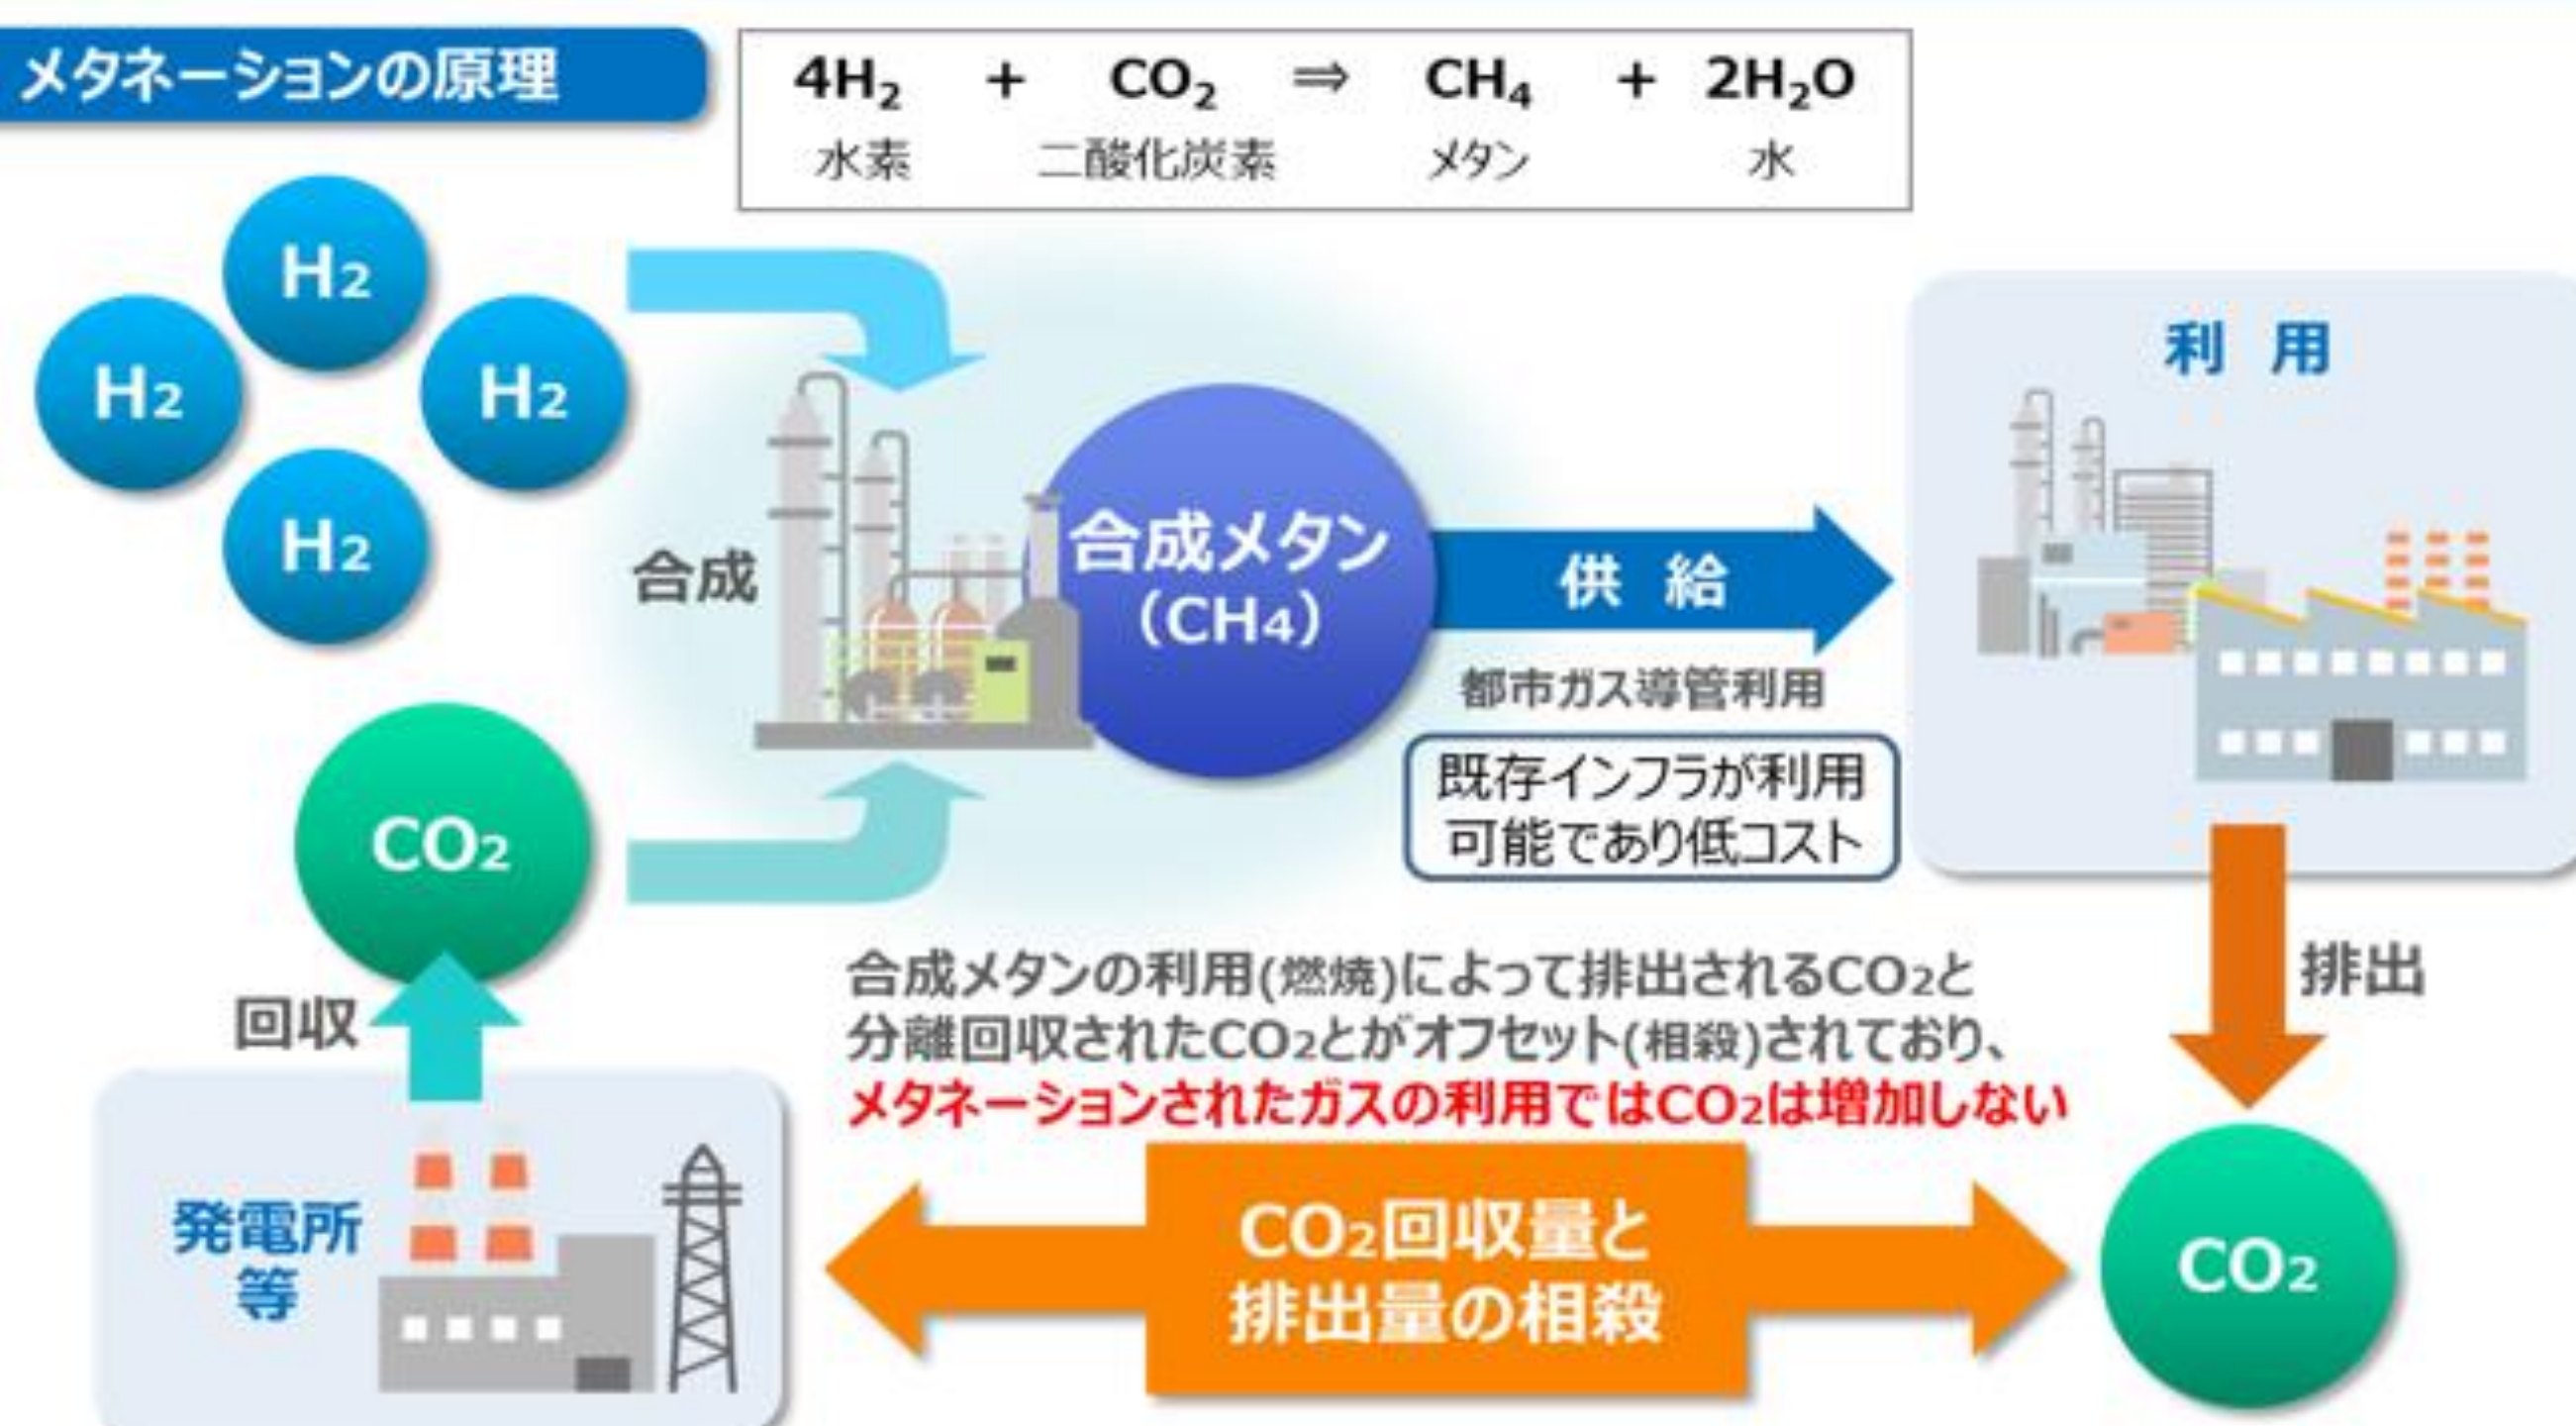 メタネーションの原理
4H₂ + CO₂ ⇒ CH₄ + 2H₂O
水素 二酸化炭素 メタン 水
H₂
H₂
H₂
H₂
合成
合成メタン
（CH₄）
供 給
都市ガス導管利用
既存インフラが利用
可能であり低コスト
利 用
CO₂
回収
発電所
等
合成メタンの利用(燃焼)によって排出されるCO₂と
分離回収されたCO₂とがオフセット(相殺)されており、
メタネーションされたガスの利用ではCO₂は増加しない
排出
CO₂回収量と
排出量の相殺
CO₂